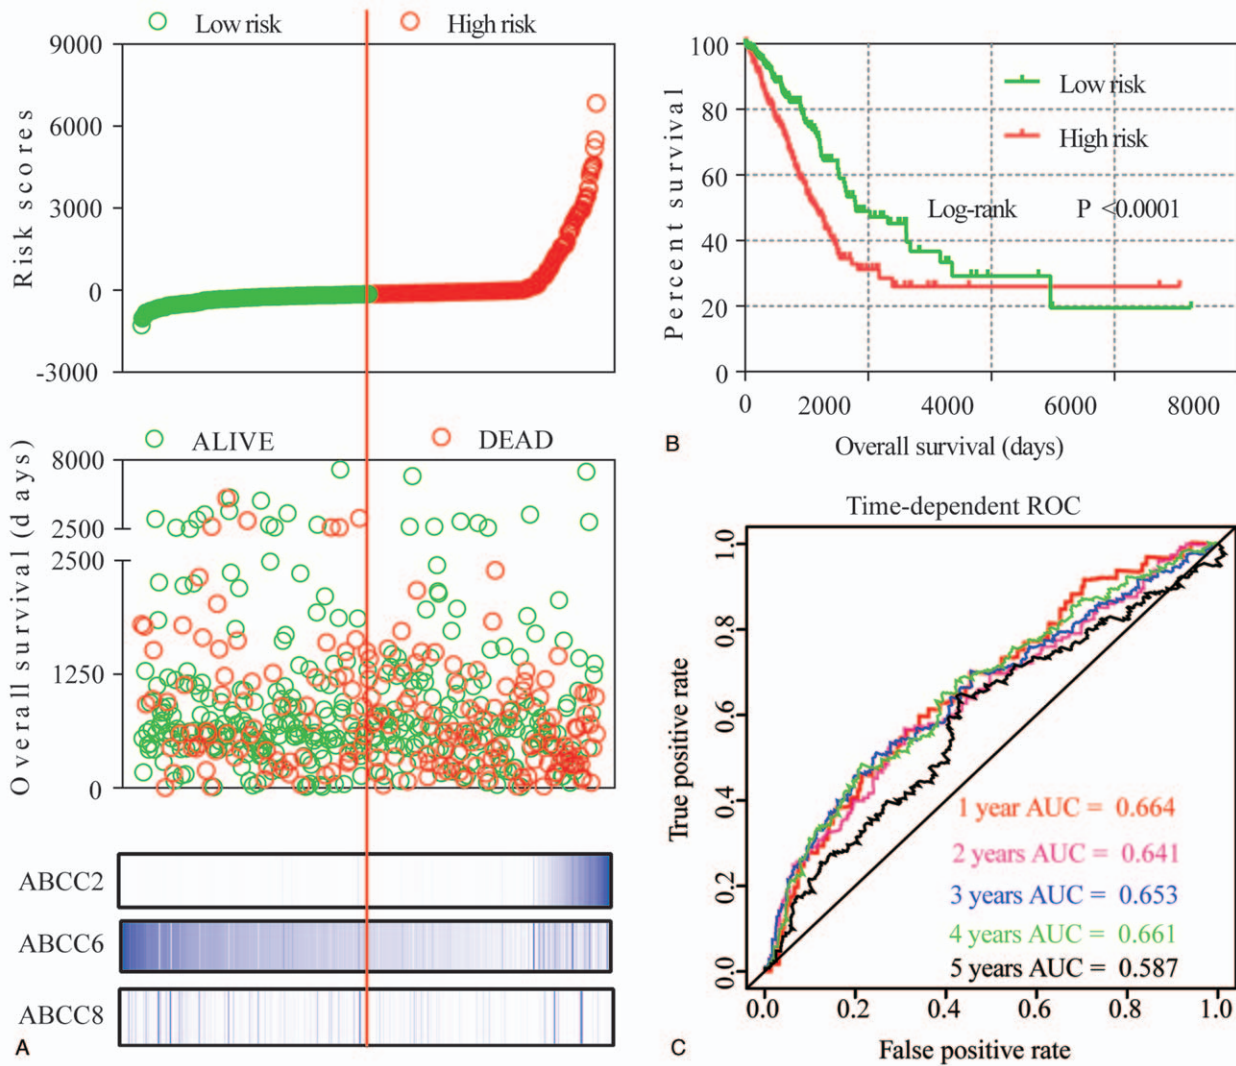 Low risk
High risk
9000
6000
3000
0
-3000
Risk scores
ALIVE
DEAD
8000
2500
2500
1250
0
Overall survival (days)
ABCC2
ABCC6
ABCC8
A
100
80
60
40
20
0
Percent survival
Low risk
High risk
Log-rank P <0.0001
0 2000 4000 6000 8000
B
Overall survival (days)
Time-dependent ROC
1.0
0.8
0.6
0.4
0.2
0.0
True positive rate
1 year AUC = 0.664
2 years AUC = 0.641
3 years AUC = 0.653
4 years AUC = 0.661
5 years AUC = 0.587
0.0 0.2 0.4 0.6 0.8 1.0
C
False positive rate